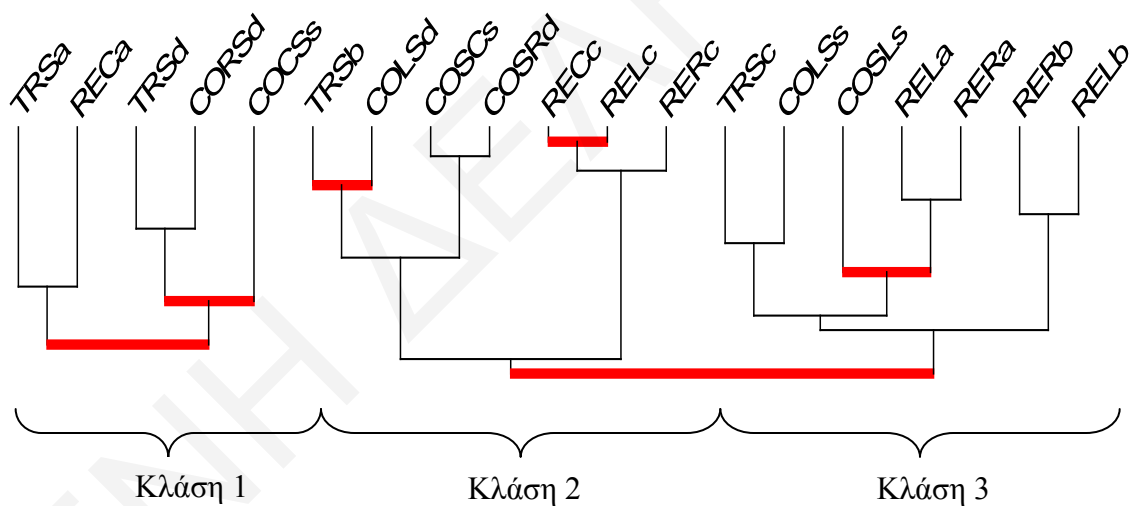 TRSa RECa TRSd CORSd COCSs TRSb COLSd COSCs COSRd RECc RELc RERc TRSc COLSs COSLs RELa RERa RERb RELb
Κλάση 1 Κλάση 2 Κλάση 3